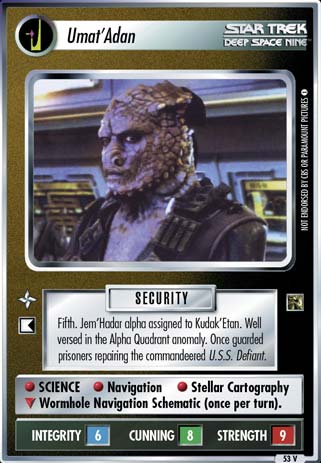 Umat'Adan
STAR TREK
DEEP SPACE NINE
NOT ENDORSED BY CBS OR PARAMOUNT PICTURES
SECURITY
Fifth. Jem'Hadar alpha assigned to Kudak'Etan. Well
versed in the Alpha Quadrant anomaly. Once guarded
prisoners repairing the commandeered U.S.S. Defiant.
SCIENCE Navigation Stellar Cartography
Wormhole Navigation Schematic (once per turn).
INTEGRITY 6 CUNNING 8 STRENGTH 9
53 V